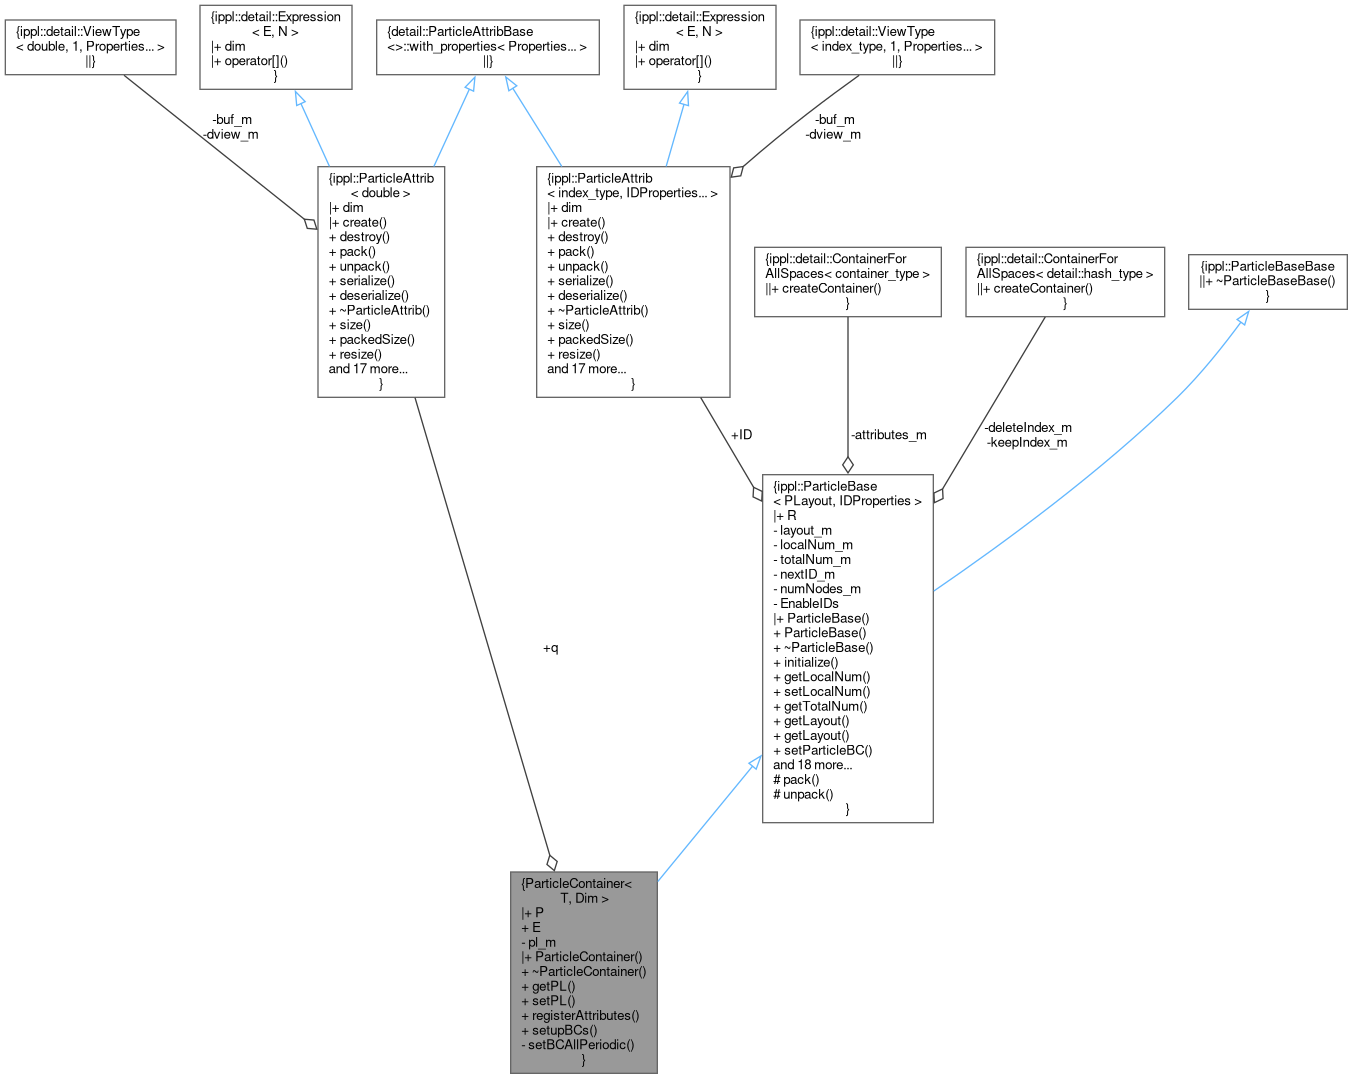 {ippl::detail::ViewType
< double, 1, Properties... >
||}
{ippl::detail::Expression
< E, N >
|+ dim
|+ operator[]()
}
{detail::ParticleAttribBase
<>::with_properties< Properties... >
||}
{ippl::detail::Expression
< E, N >
|+ dim
|+ operator[]()
}
{ippl::detail::ViewType
< index_type, 1, Properties... >
||}
-buf_m
-dview_m
-buf_m
-dview_m
{ippl::ParticleAttrib
< double >
|+ dim
|+ create()
+ destroy()
+ pack()
+ unpack()
+ serialize()
+ deserialize()
+ ~ParticleAttrib()
+ size()
+ packedSize()
+ resize()
and 17 more...
}
{ippl::ParticleAttrib
< index_type, IDProperties... >
|+ dim
|+ create()
+ destroy()
+ pack()
+ unpack()
+ serialize()
+ deserialize()
+ ~ParticleAttrib()
+ size()
+ packedSize()
+ resize()
and 17 more...
}
{ippl::detail::ContainerFor
AllSpaces< container_type >
||+ createContainer()
}
{ippl::detail::ContainerFor
AllSpaces< detail::hash_type >
||+ createContainer()
}
{ippl::ParticleBaseBase
||+ ~ParticleBaseBase()
}
+ID
-attributes_m
-deleteIndex_m
-keepIndex_m
{ippl::ParticleBase
< PLayout, IDProperties >
|+ R
- layout_m
- localNum_m
- totalNum_m
- nextID_m
- numNodes_m
- EnableIDs
|+ ParticleBase()
+ ParticleBase()
+ ~ParticleBase()
+ initialize()
+ getLocalNum()
+ setLocalNum()
+ getTotalNum()
+ getLayout()
+ getLayout()
+ setParticleBC()
and 18 more...
# pack()
# unpack()
}
+q
{ParticleContainer<
T, Dim >
|+ P
+ E
- pl_m
|+ ParticleContainer()
+ ~ParticleContainer()
+ getPL()
+ setPL()
+ registerAttributes()
+ setupBCs()
- setBCAllPeriodic()
}